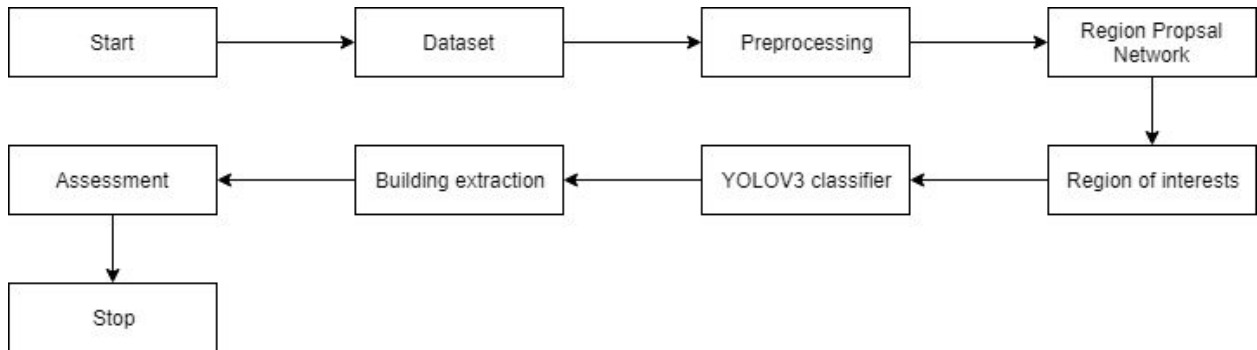 Start
Dataset
Preprocessing
Region Propsal
Network
Region of interests
YOLOV3 classifier
Building extraction
Assessment
Stop